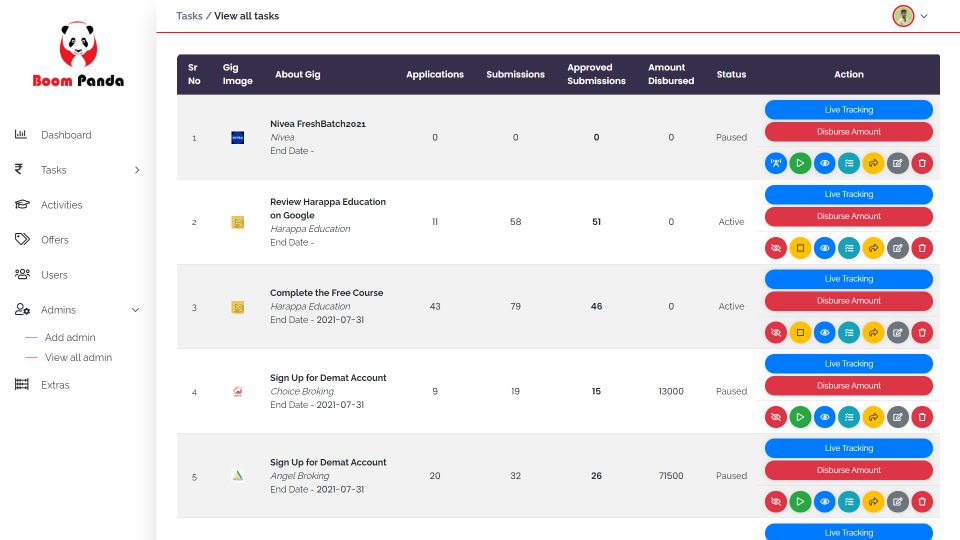 Tasks / View all tasks
Boom Panda
Dashboard
Tasks
Activities
Offers
Users
Admins
Add admin
View all admin
Extras
Sr No
Gig Image
About Gig
Applications
Submissions
Approved Submissions
Amount Disbursed
Status
Action
1
NIVEA
Nivea FreshBatch2021
Nivea
End Date -
0
0
0
0
Paused
Live Tracking
Disburse Amount
2
Review Harappa Education
on Google
Harappa Education
End Date -
11
58
51
0
Active
Live Tracking
Disburse Amount
3
Complete the Free Course
Harappa Education
End Date - 2021-07-31
43
79
46
0
Active
Live Tracking
Disburse Amount
4
Sign Up for Demat Account
Choice Broking
End Date - 2021-07-31
9
19
15
13000
Paused
Live Tracking
Disburse Amount
5
Sign Up for Demat Account
Angel Broking
End Date - 2021-07-31
20
32
26
71500
Paused
Live Tracking
Disburse Amount
Live Tracking